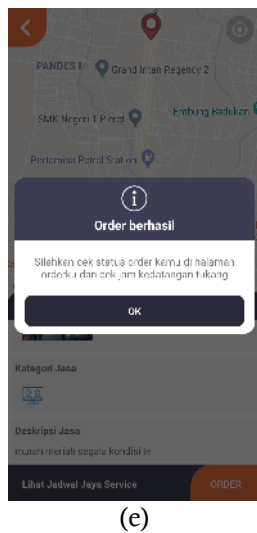 PANDES I
Grand Intan Regency 2
SMK Negeri 1 Pleret
Embung Badukan
Pertamina Petrol Station
Order berhasil
Silahkan cek status order kamu di halaman
orderku dan cek jam kedatangan tukang
OK
Kategori Jasa
Deskripsi Jasa
murah meriah segala kondisi tv
Lihat Jadwal Jaya Service
ORDER
(e)